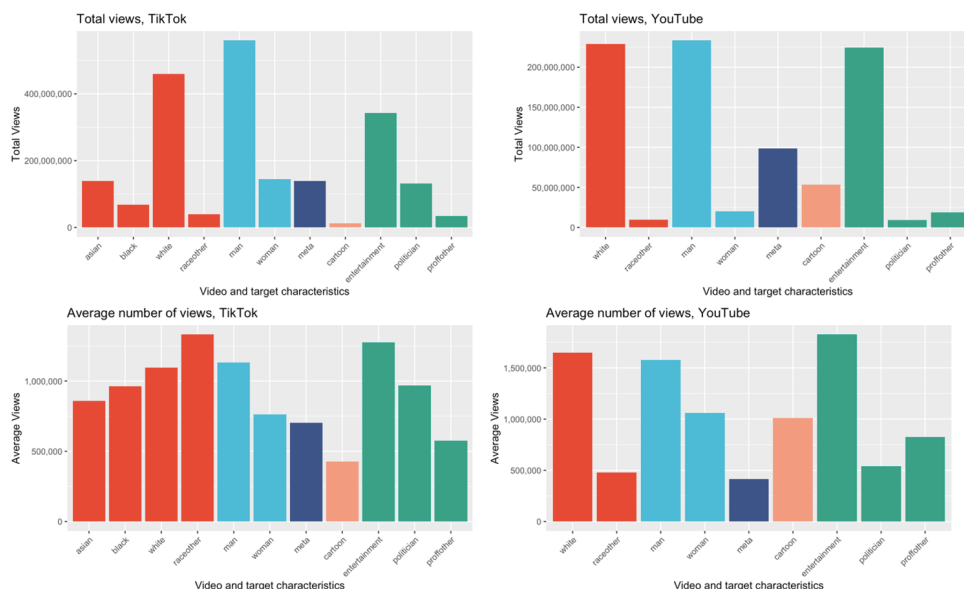 Total views, TikTok
Total Views
400,000,000
200,000,000
0
asian
black
white
raceother
man
woman
meta
cartoon
entertainment
politician
proffother
Video and target characteristics
Total views, YouTube
Total Views
200,000,000
150,000,000
100,000,000
50,000,000
0
white
raceother
man
woman
meta
cartoon
entertainment
politician
proffother
Video and target characteristics
Average number of views, TikTok
Average Views
1,000,000
500,000
0
asian
black
white
raceother
man
woman
meta
cartoon
entertainment
politician
proffother
Video and target characteristics
Average number of views, YouTube
Average Views
1,500,000
1,000,000
500,000
0
white
raceother
man
woman
meta
cartoon
entertainment
politician
proffother
Video and target characteristics